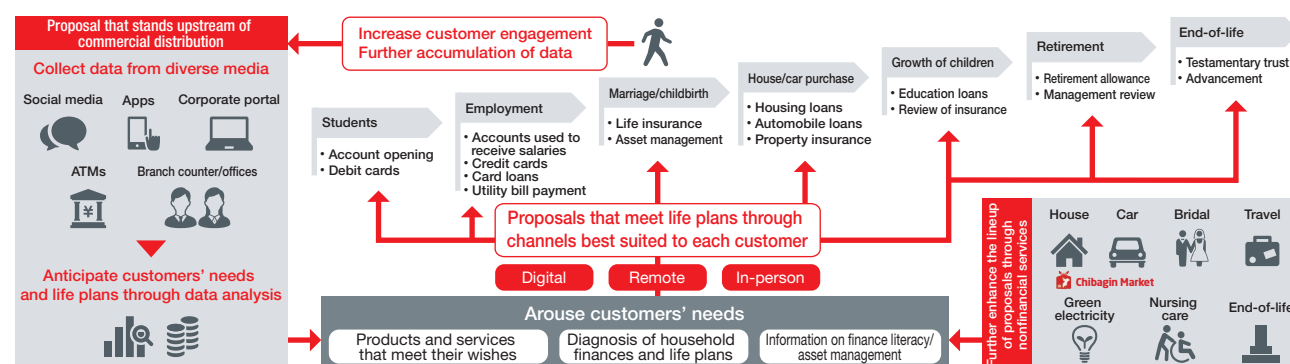 Proposal that stands upstream of
commercial distribution
Collect data from diverse media
Social media
Apps
Corporate portal
ATMs
¥
Branch counter/offices
Anticipate customers' needs
and life plans through data analysis
Increase customer engagement
Further accumulation of data
Students
• Account opening
• Debit cards
Employment
• Accounts used to
receive salaries
• Credit cards
• Card loans
• Utility bill payment
Marriage/childbirth
• Life insurance
• Asset management
House/car purchase
• Housing loans
• Automobile loans
• Property insurance
Growth of children
• Education loans
• Review of insurance
Retirement
• Retirement allowance
• Management review
End-of-life
• Testamentary trust
• Advancement
Proposals that meet life plans through
channels best suited to each customer
Digital
Remote
In-person
Arouse customers' needs
Products and services
that meet their wishes
Diagnosis of household
finances and life plans
Information on finance literacy/
asset management
Further enhance the lineup
of proposals through
nonfinancial services
House
Car
Bridal
Travel
Chibagin Market
Green
electricity
Nursing
care
End-of-life